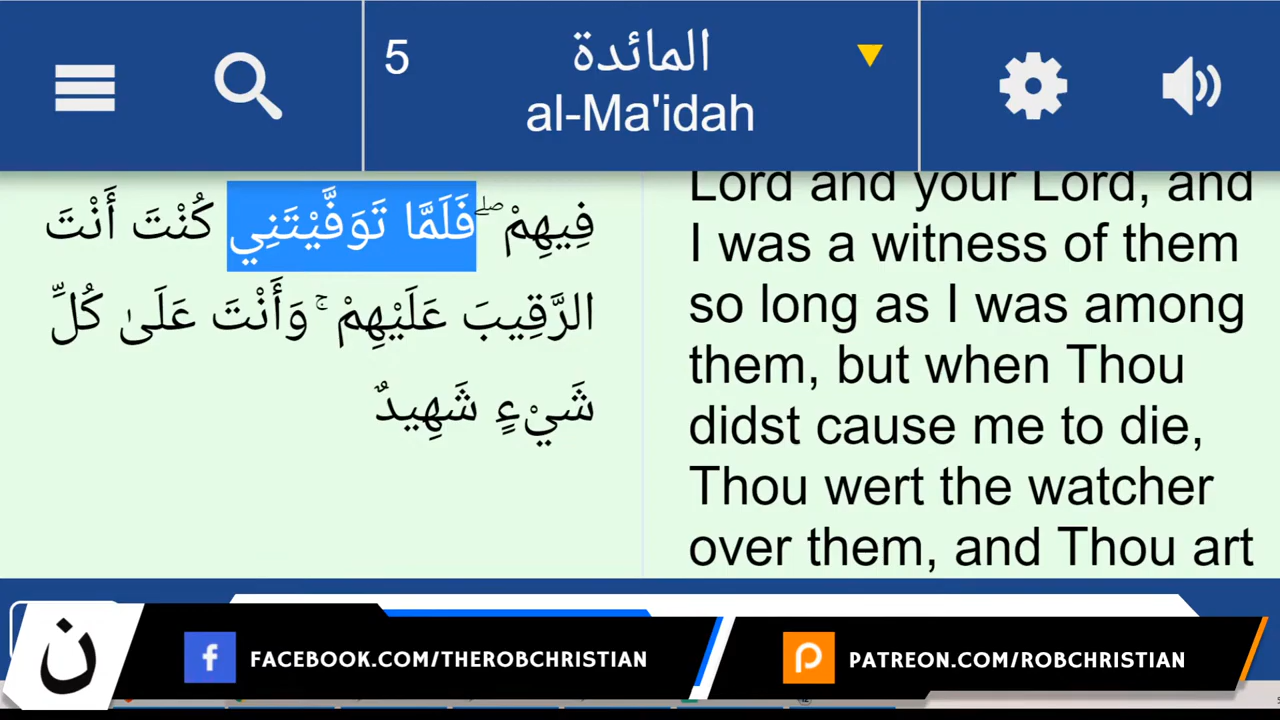 5
المائدة
al-Ma'idah
فِيهِمْ ۖ فَلَمَّا تَوَفَّيْتَنِي كُنْتَ أَنْتَ
الرَّقِيبَ عَلَيْهِمْ ۚ وَأَنْتَ عَلَىٰ كُلِّ
شَيْءٍ شَهِيدٌ
Lord and your Lord, and
I was a witness of them
so long as I was among
them, but when Thou
didst cause me to die,
Thou wert the watcher
over them, and Thou art
ن
FACEBOOK.COM/THEROBCHRISTIAN
PATREON.COM/ROBCHRISTIAN